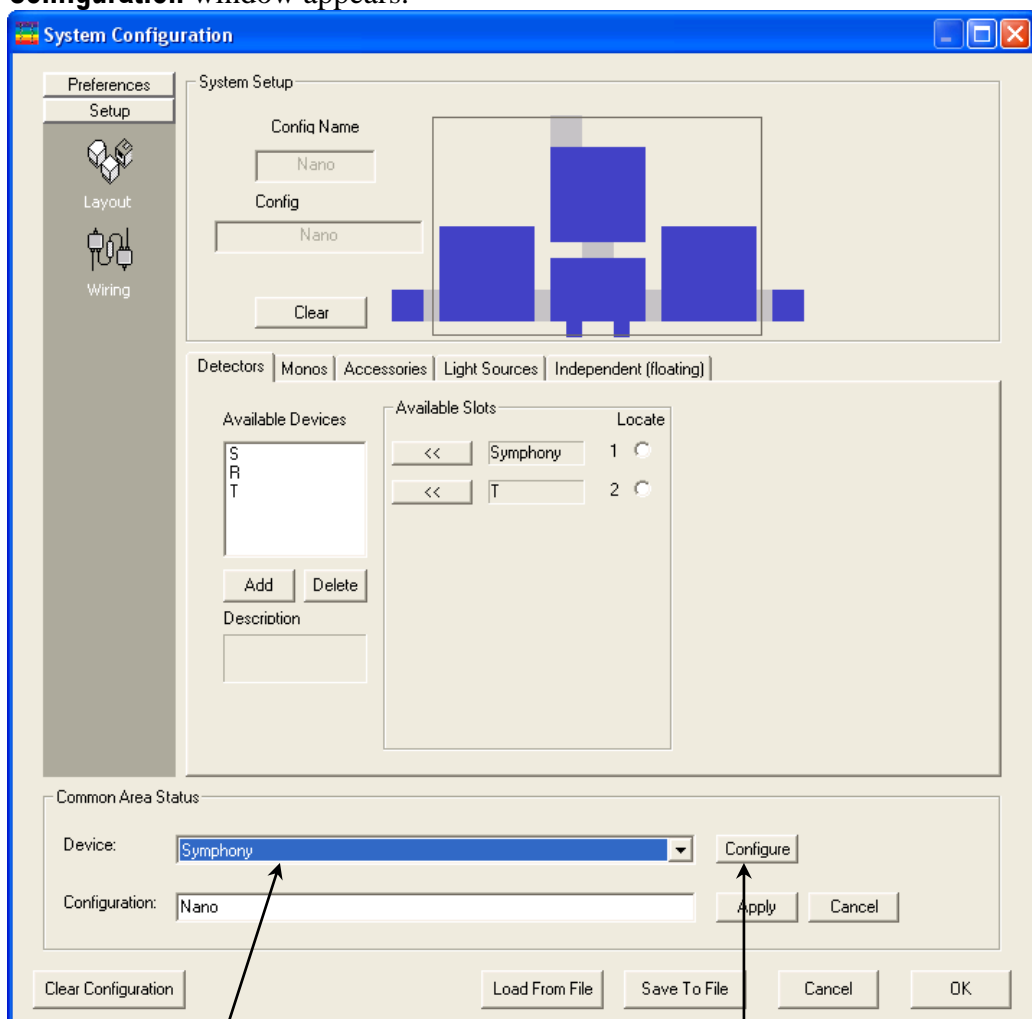 Configuration window appears.
System Configuration
Preferences
Setup
Layout
Wiring
System Setup
Config Name
Nano
Config
Nano
Clear
Detectors Monos Accessories Light Sources Independent (floating)
Available Devices
S
R
T
Add Delete
Description
Available Slots Locate
<< Symphony 1
<< T 2
Common Area Status
Device: Symphony Configure
Configuration: Nano Apply Cancel
Clear Configuration Load From File Save To File Cancel OK